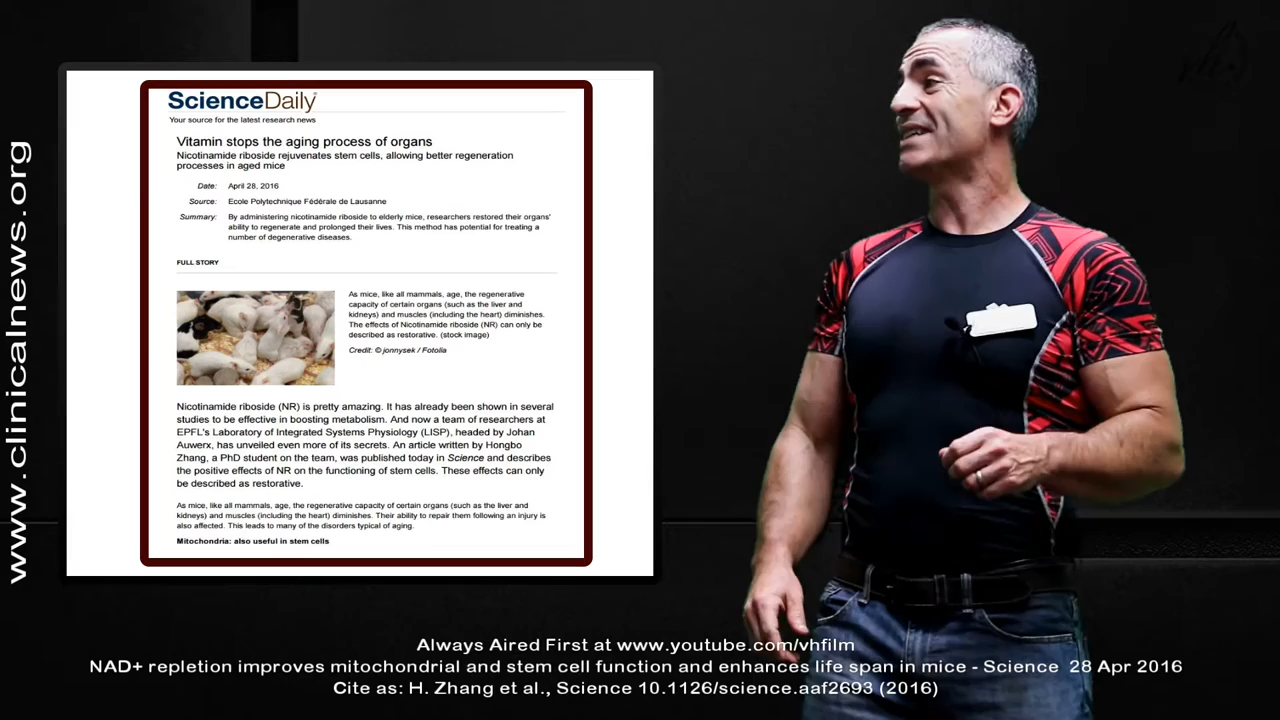 www.clinicalnews.org
ScienceDaily
Your source for the latest research news
Vitamin stops the aging process of organs
Nicotinamide riboside rejuvenates stem cells, allowing better regeneration
processes in aged mice
Date: April 28, 2016
Source: Ecole Polytechnique Fédérale de Lausanne
Summary: By administering nicotinamide riboside to elderly mice, researchers restored their organs'
ability to regenerate and prolonged their lives. This method has potential for treating a
number of degenerative diseases.
FULL STORY
As mice, like all mammals, age, the regenerative
capacity of certain organs (such as the liver and
kidneys) and muscles (including the heart) diminishes.
The effects of Nicotinamide riboside (NR) can only be
described as restorative. (stock image)
Credit: © jonnysek / Fotolia
Nicotinamide riboside (NR) is pretty amazing. It has already been shown in several
studies to be effective in boosting metabolism. And now a team of researchers at
EPFL's Laboratory of Integrated Systems Physiology (LISP), headed by Johan
Auwerx, has unveiled even more of its secrets. An article written by Hongbo
Zhang, a PhD student on the team, was published today in Science and describes
the positive effects of NR on the functioning of stem cells. These effects can only
be described as restorative.
As mice, like all mammals, age, the regenerative capacity of certain organs (such as the liver and
kidneys) and muscles (including the heart) diminishes. Their ability to repair them following an injury is
also affected. This leads to many of the disorders typical of aging.
Mitochondria: also useful in stem cells
Always Aired First at www.youtube.com/vhfilm
NAD+ repletion improves mitochondrial and stem cell function and enhances life span in mice - Science 28 Apr 2016
Cite as: H. Zhang et al., Science 10.1126/science.aaf2693 (2016)